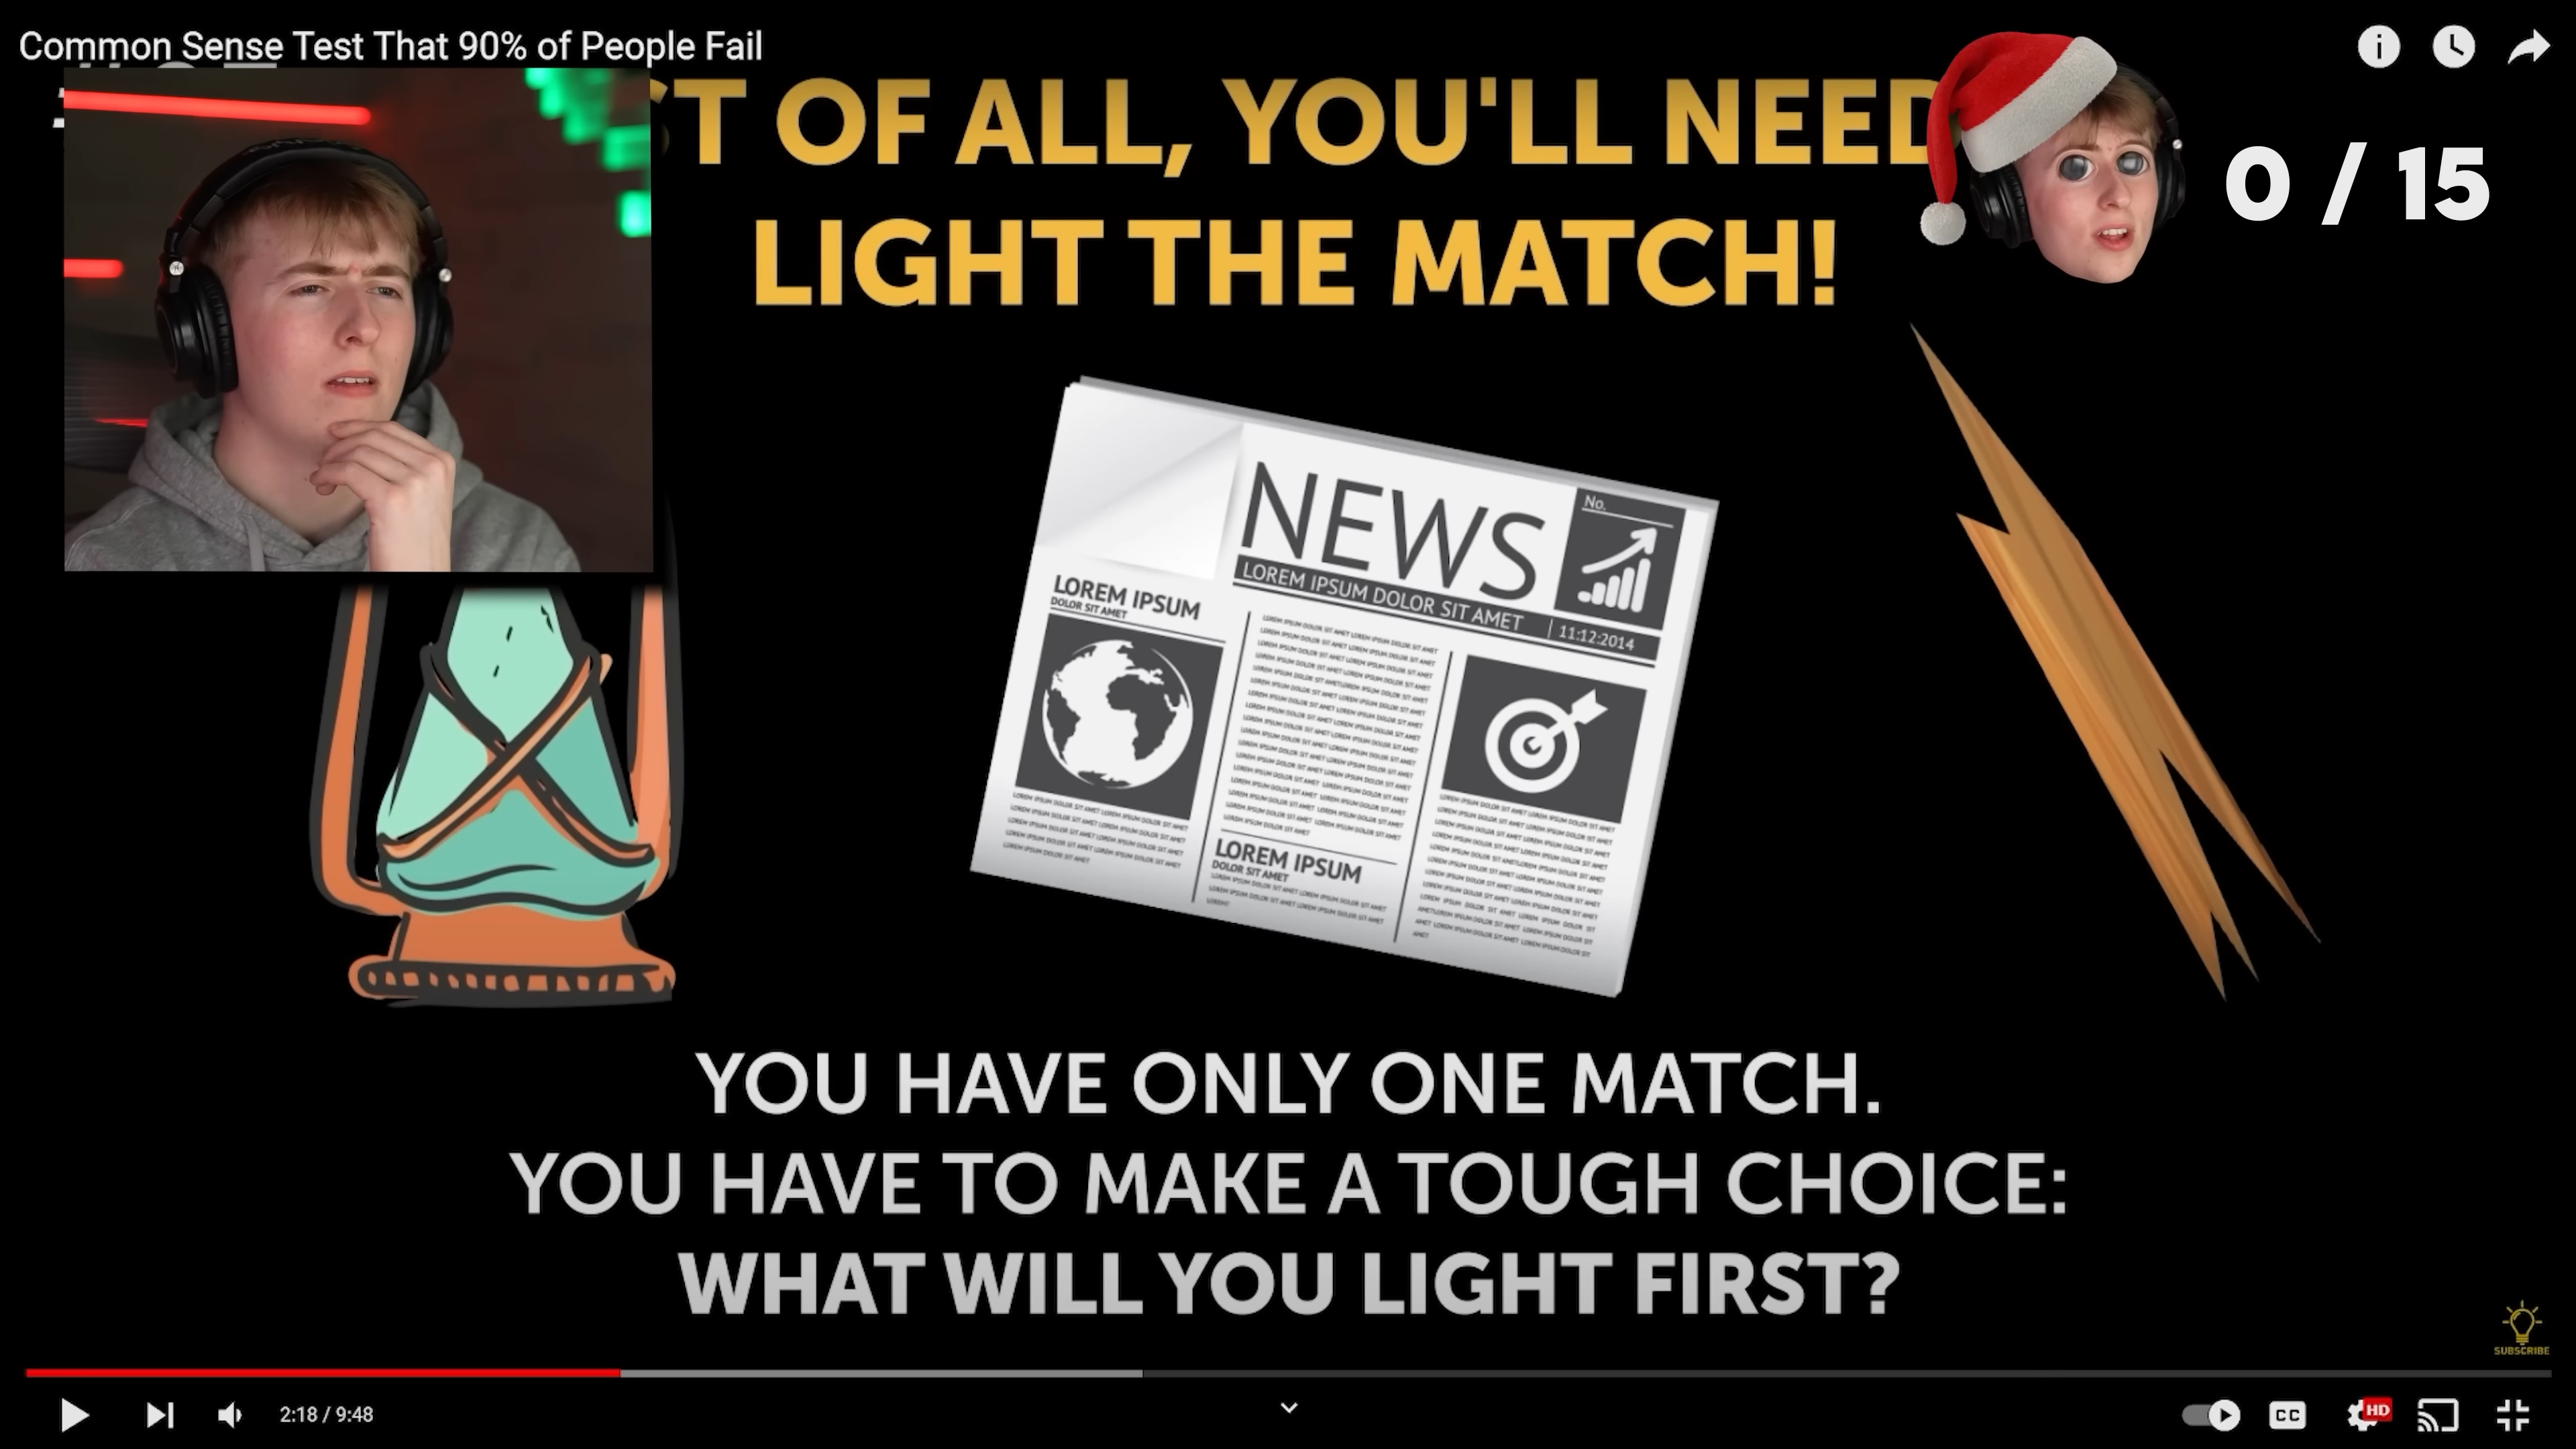 Common Sense Test That 90% of People Fail
OF ALL, YOU'LL NEED
LIGHT THE MATCH!
0 / 15
NEWS
No.
LOREM IPSUM DOLOR SIT AMET
11:12:2014
LOREM IPSUM
DOLOR SIT AMET
LOREM IPSUM
DOLOR SIT AMET
YOU HAVE ONLY ONE MATCH.
YOU HAVE TO MAKE A TOUGH CHOICE:
WHAT WILL YOU LIGHT FIRST?
SUBSCRIBE
2:18 / 9:48
CC
HD